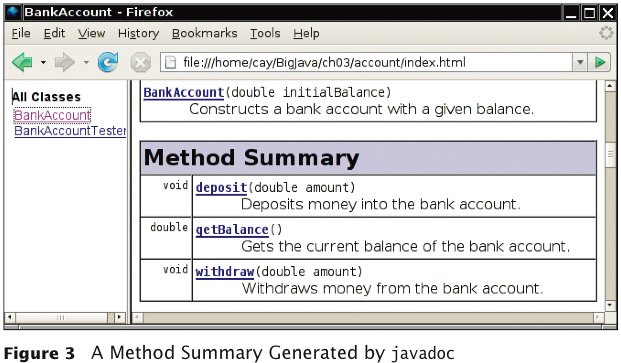 BankAccount - Firefox
File Edit View History Bookmarks Tools Help
file:///home/cay/BigJava/ch03/account/index.html
All Classes
BankAccount
BankAccountTester
BankAccount(double initialBalance)
Constructs a bank account with a given balance.
Method Summary
void deposit(double amount)
Deposits money into the bank account.
double getBalance()
Gets the current balance of the bank account.
void withdraw(double amount)
Withdraws money from the bank account.
Figure 3 A Method Summary Generated by javadoc